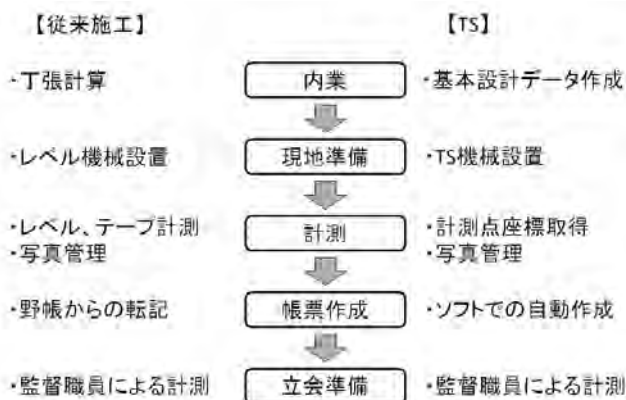 【従来施工】 【TS】
・丁張計算 内業 ・基本設計データ作成
・レベル機械設置 現地準備 ・TS機械設置
・レベル、テープ計測 計測 ・計測点座標取得
・写真管理 ・写真管理
・野帳からの転記 帳票作成 ・ソフトでの自動作成
・監督職員による計測 立会準備 ・監督職員による計測